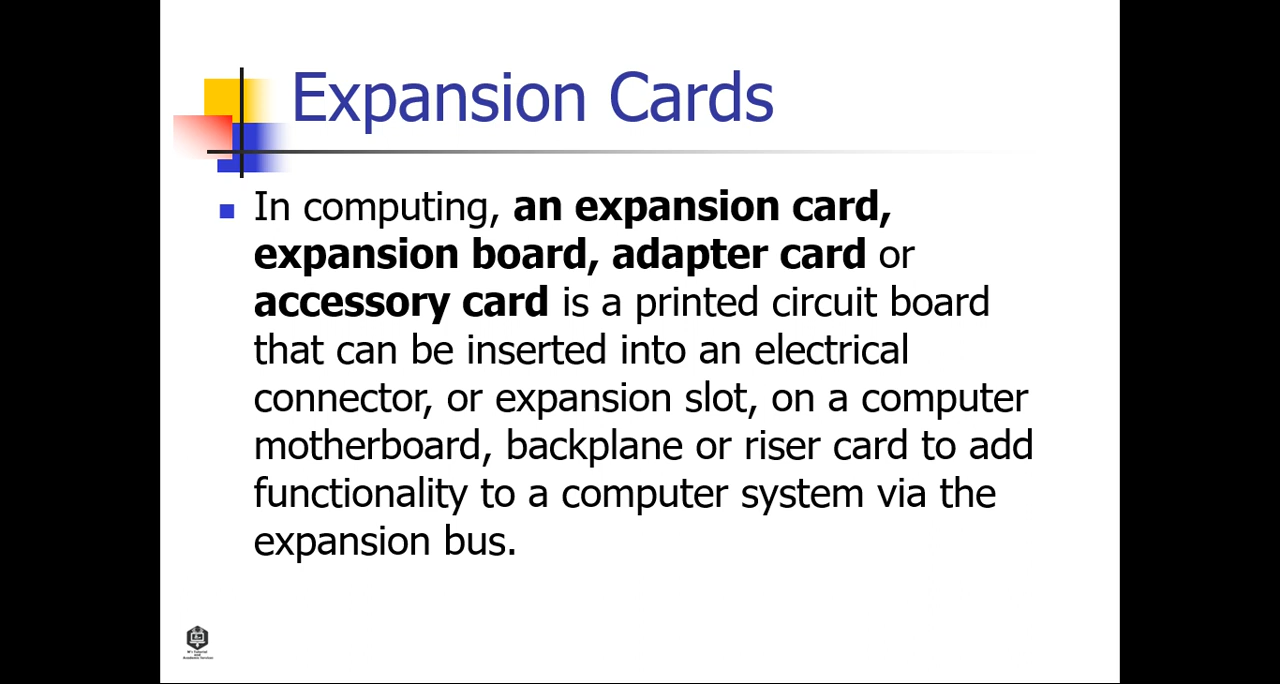 Expansion Cards
In computing, an expansion card,
expansion board, adapter card or
accessory card is a printed circuit board
that can be inserted into an electrical
connector, or expansion slot, on a computer
motherboard, backplane or riser card to add
functionality to a computer system via the
expansion bus.